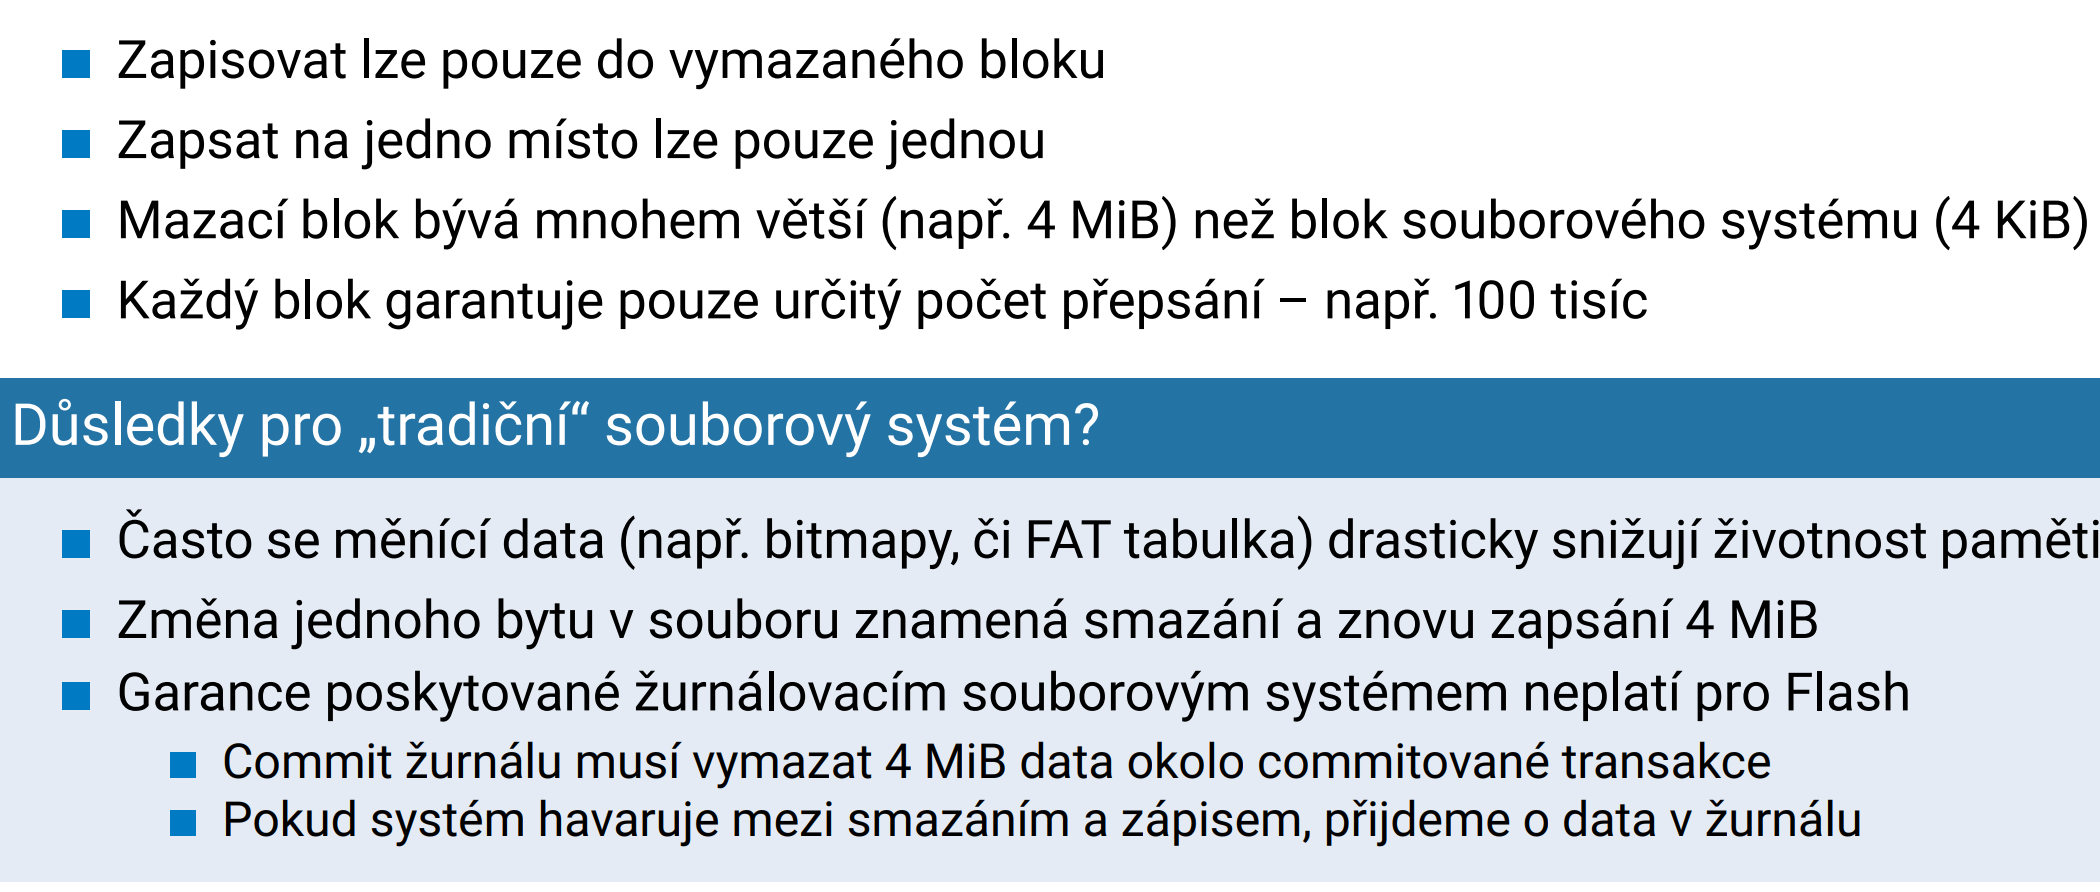 Zapisovat lze pouze do vymazaného bloku
Zapsat na jedno místo lze pouze jednou
Mazací blok bývá mnohem větší (např. 4 MiB) než blok souborového systému (4 KiB)
Každý blok garantuje pouze určitý počet přepsání – např. 100 tisíc
Důsledky pro „tradiční“ souborový systém?
Často se měnící data (např. bitmapy, či FAT tabulka) drasticky snižují životnost paměti
Změna jednoho bytu v souboru znamená smazání a znovu zapsání 4 MiB
Garance poskytované žurnálovacím souborovým systémem neplatí pro Flash
Commit žurnálu musí vymazat 4 MiB data okolo commitované transakce
Pokud systém havaruje mezi smazáním a zápisem, přijdeme o data v žurnálu